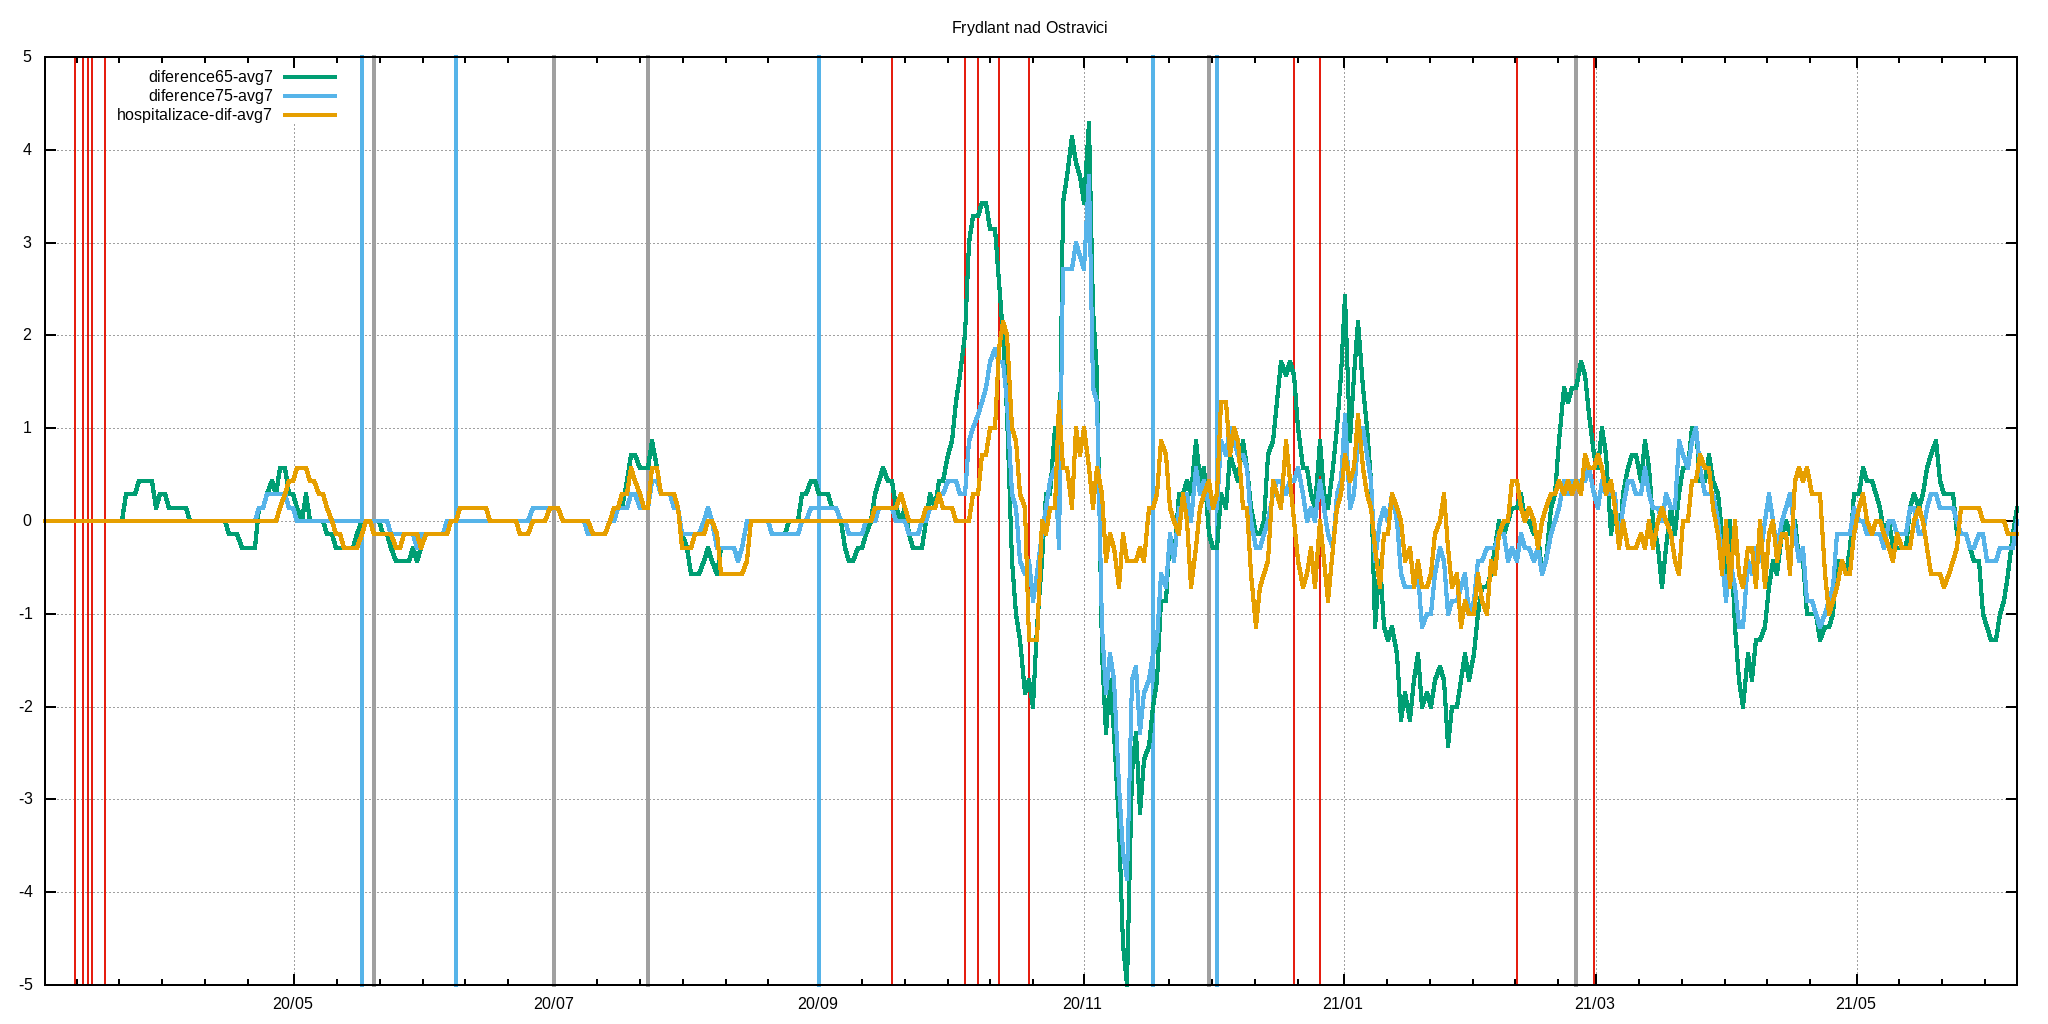 Frydlant nad Ostravici
diference65-avg7
diference75-avg7
hospitalizace-dif-avg7
5
4
3
2
1
0
-1
-2
-3
-4
-5
20/05 20/07 20/09 20/11 21/01 21/03 21/05